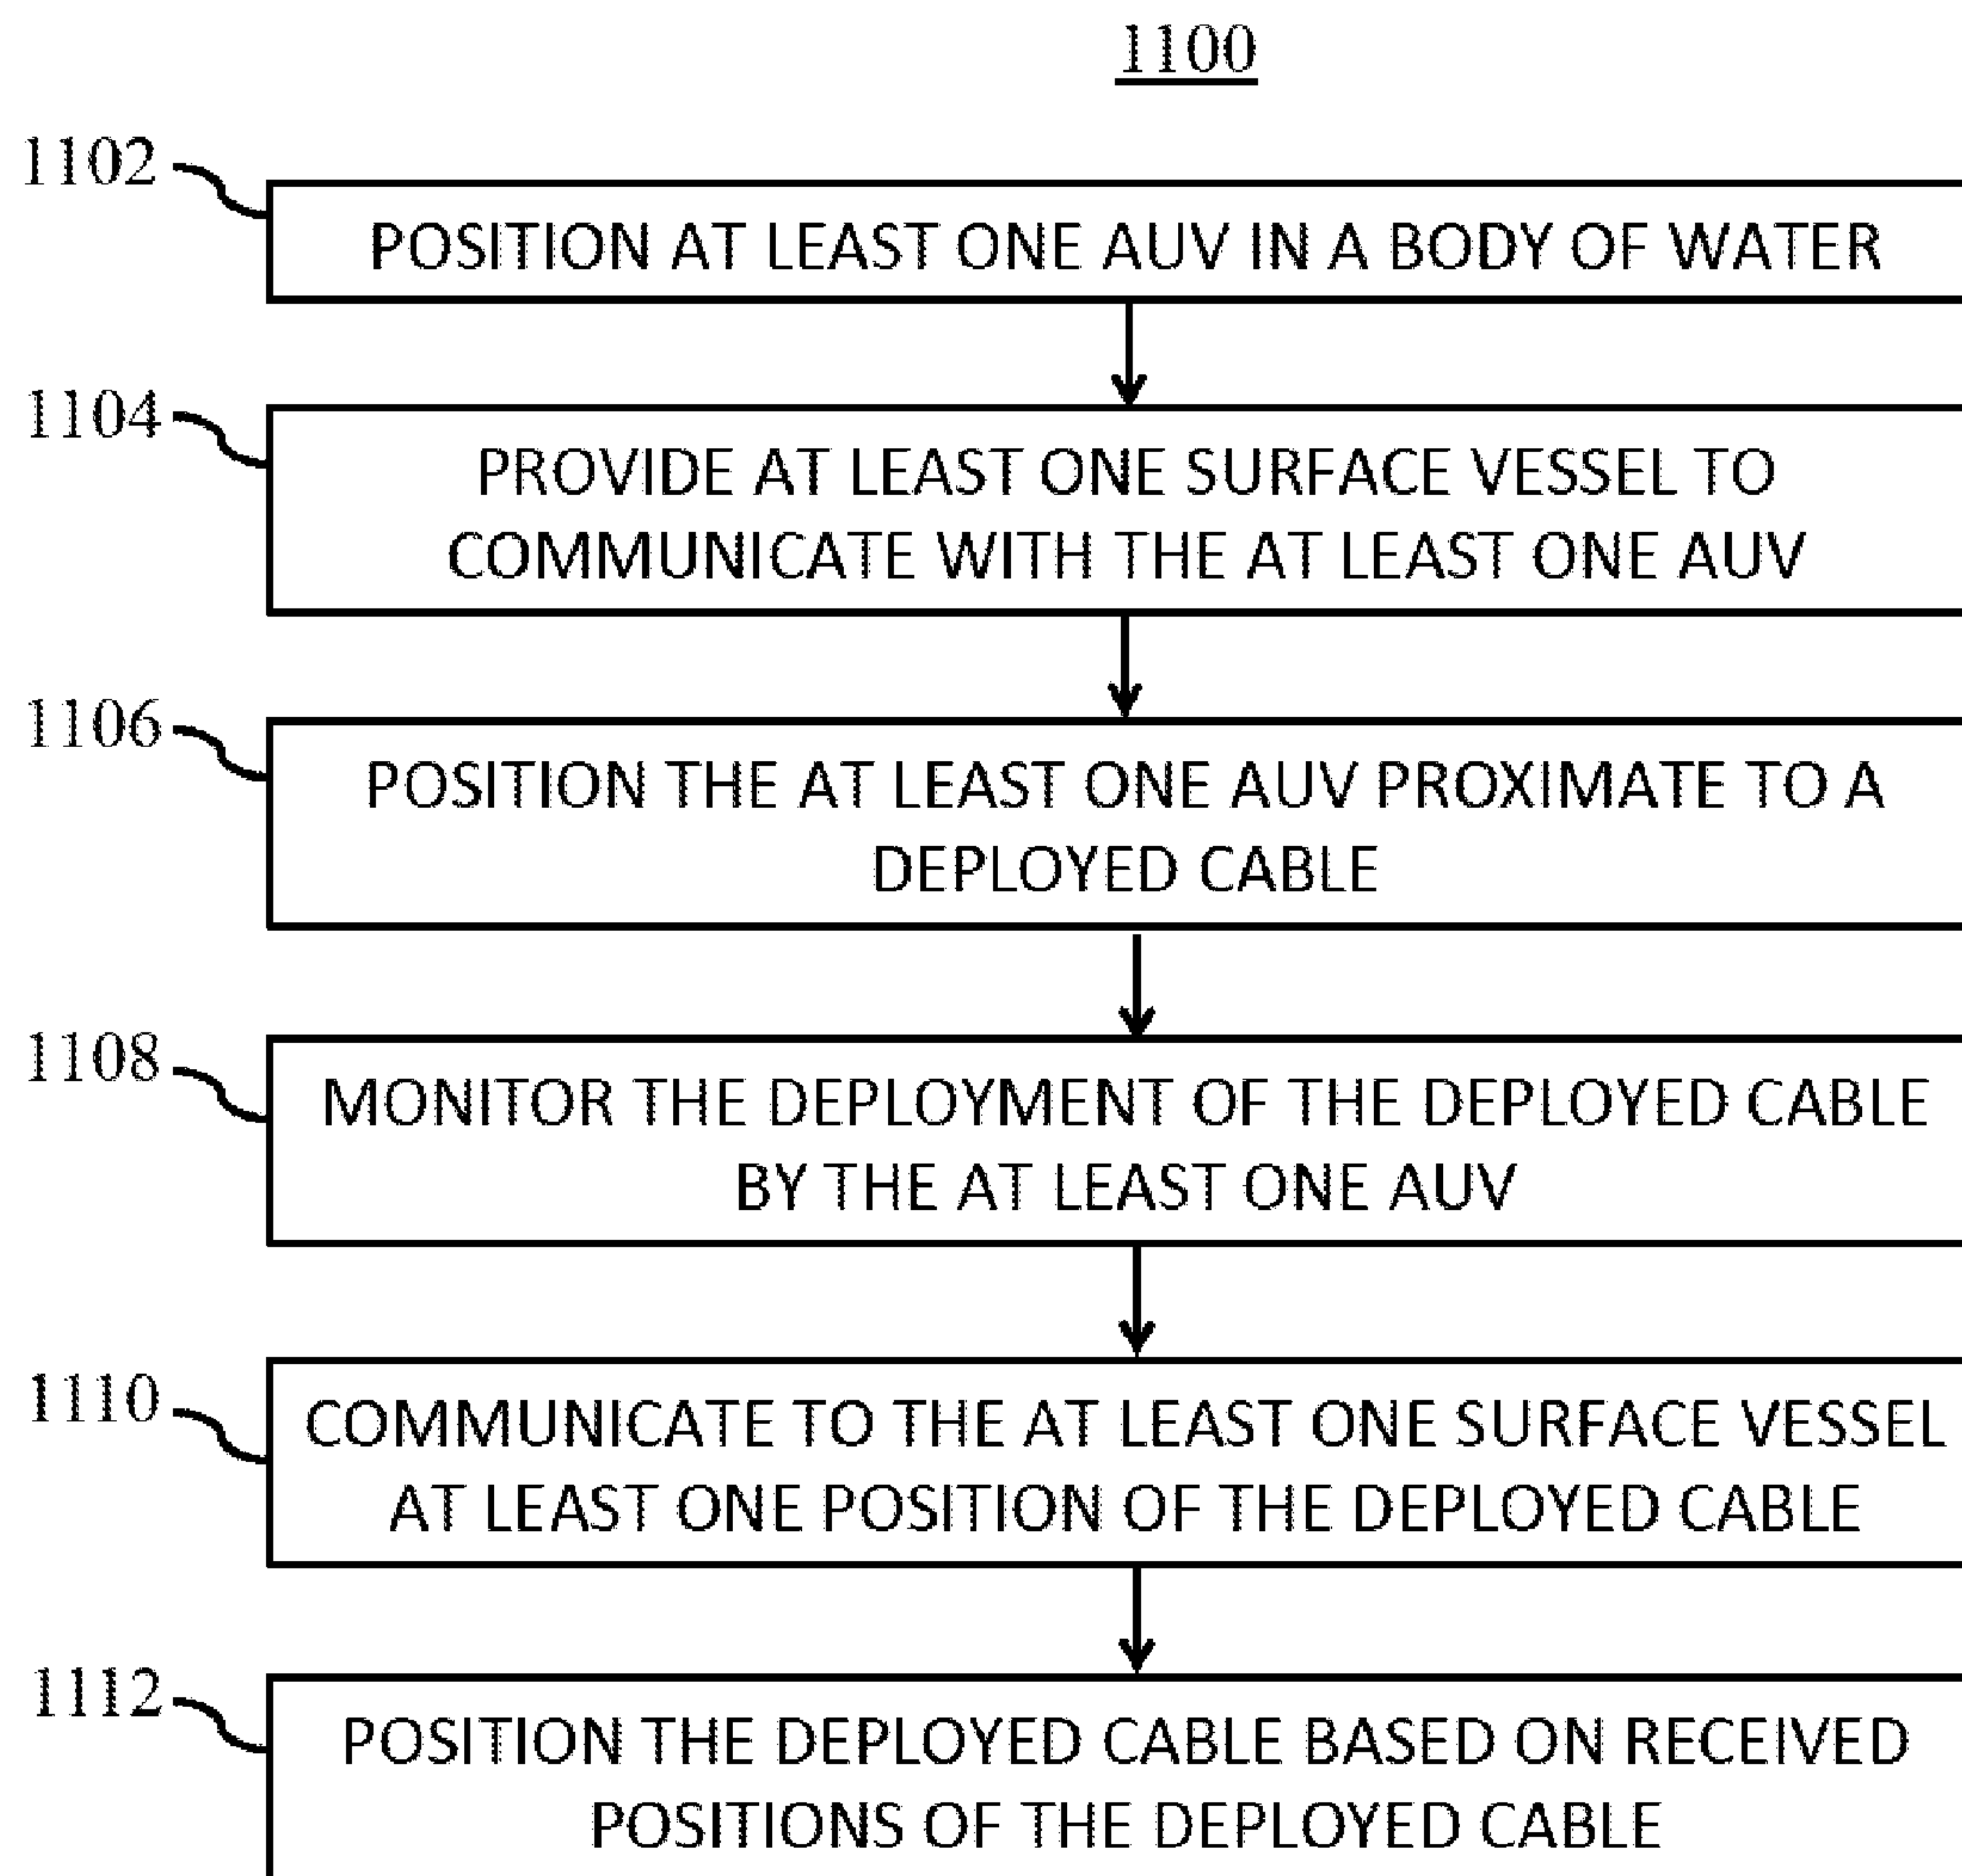 1100
1102
POSITION AT LEAST ONE AUV IN A BODY OF WATER
1104
PROVIDE AT LEAST ONE SURFACE VESSEL TO
COMMUNICATE WITH THE AT LEAST ONE AUV
1106
POSITION THE AT LEAST ONE AUV PROXIMATE TO A
DEPLOYED CABLE
1108
MONITOR THE DEPLOYMENT OF THE DEPLOYED CABLE
BY THE AT LEAST ONE AUV
1110
COMMUNICATE TO THE AT LEAST ONE SURFACE VESSEL
AT LEAST ONE POSITION OF THE DEPLOYED CABLE
1112
POSITION THE DEPLOYED CABLE BASED ON RECEIVED
POSITIONS OF THE DEPLOYED CABLE